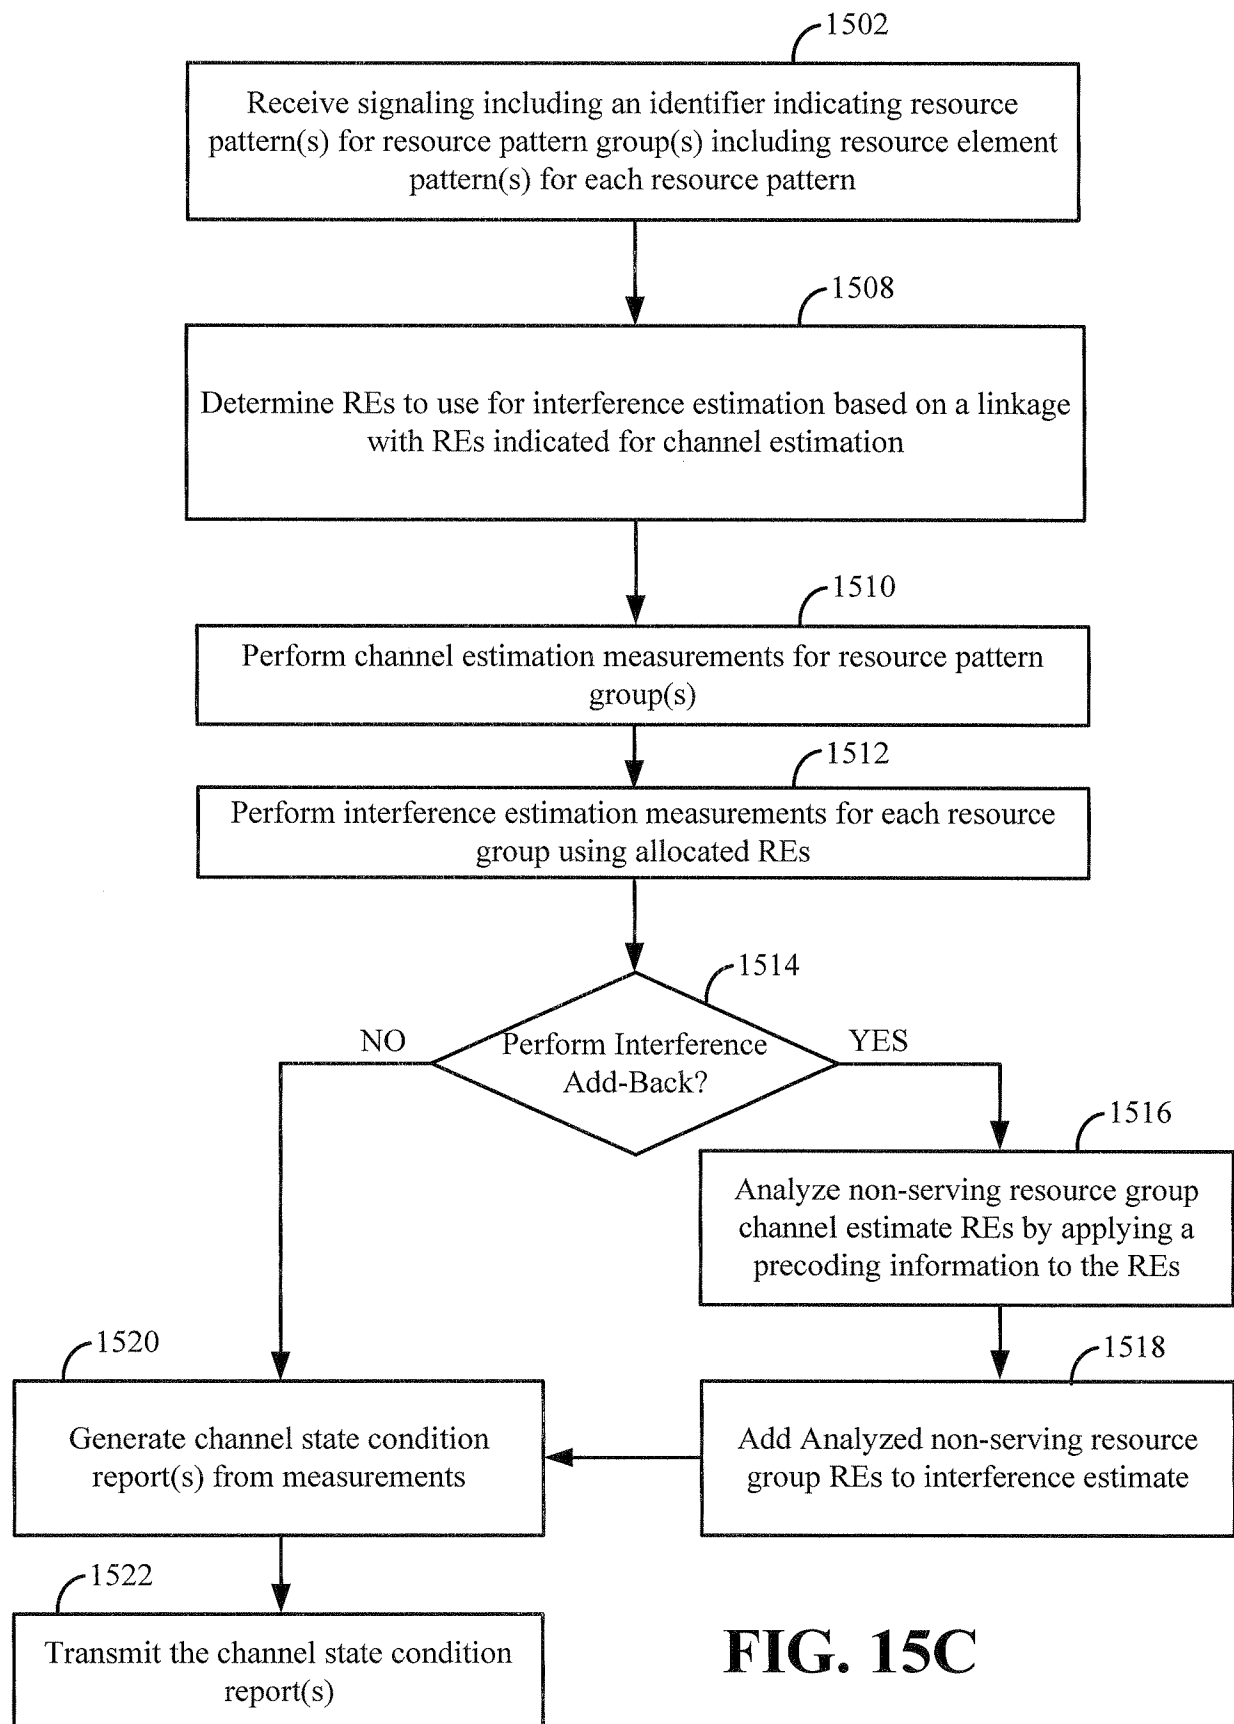 1502
Receive signaling including an identifier indicating resource
pattern(s) for resource pattern group(s) including resource element
pattern(s) for each resource pattern
1508
Determine REs to use for interference estimation based on a linkage
with REs indicated for channel estimation
1510
Perform channel estimation measurements for resource pattern
group(s)
1512
Perform interference estimation measurements for each resource
group using allocated REs
1514
NO
Perform Interference
Add-Back?
YES
1516
Analyze non-serving resource group
channel estimate REs by applying a
precoding information to the REs
1518
Add Analyzed non-serving resource
group REs to interference estimate
1520
Generate channel state condition
report(s) from measurements
1522
Transmit the channel state condition
report(s)
FIG. 15C